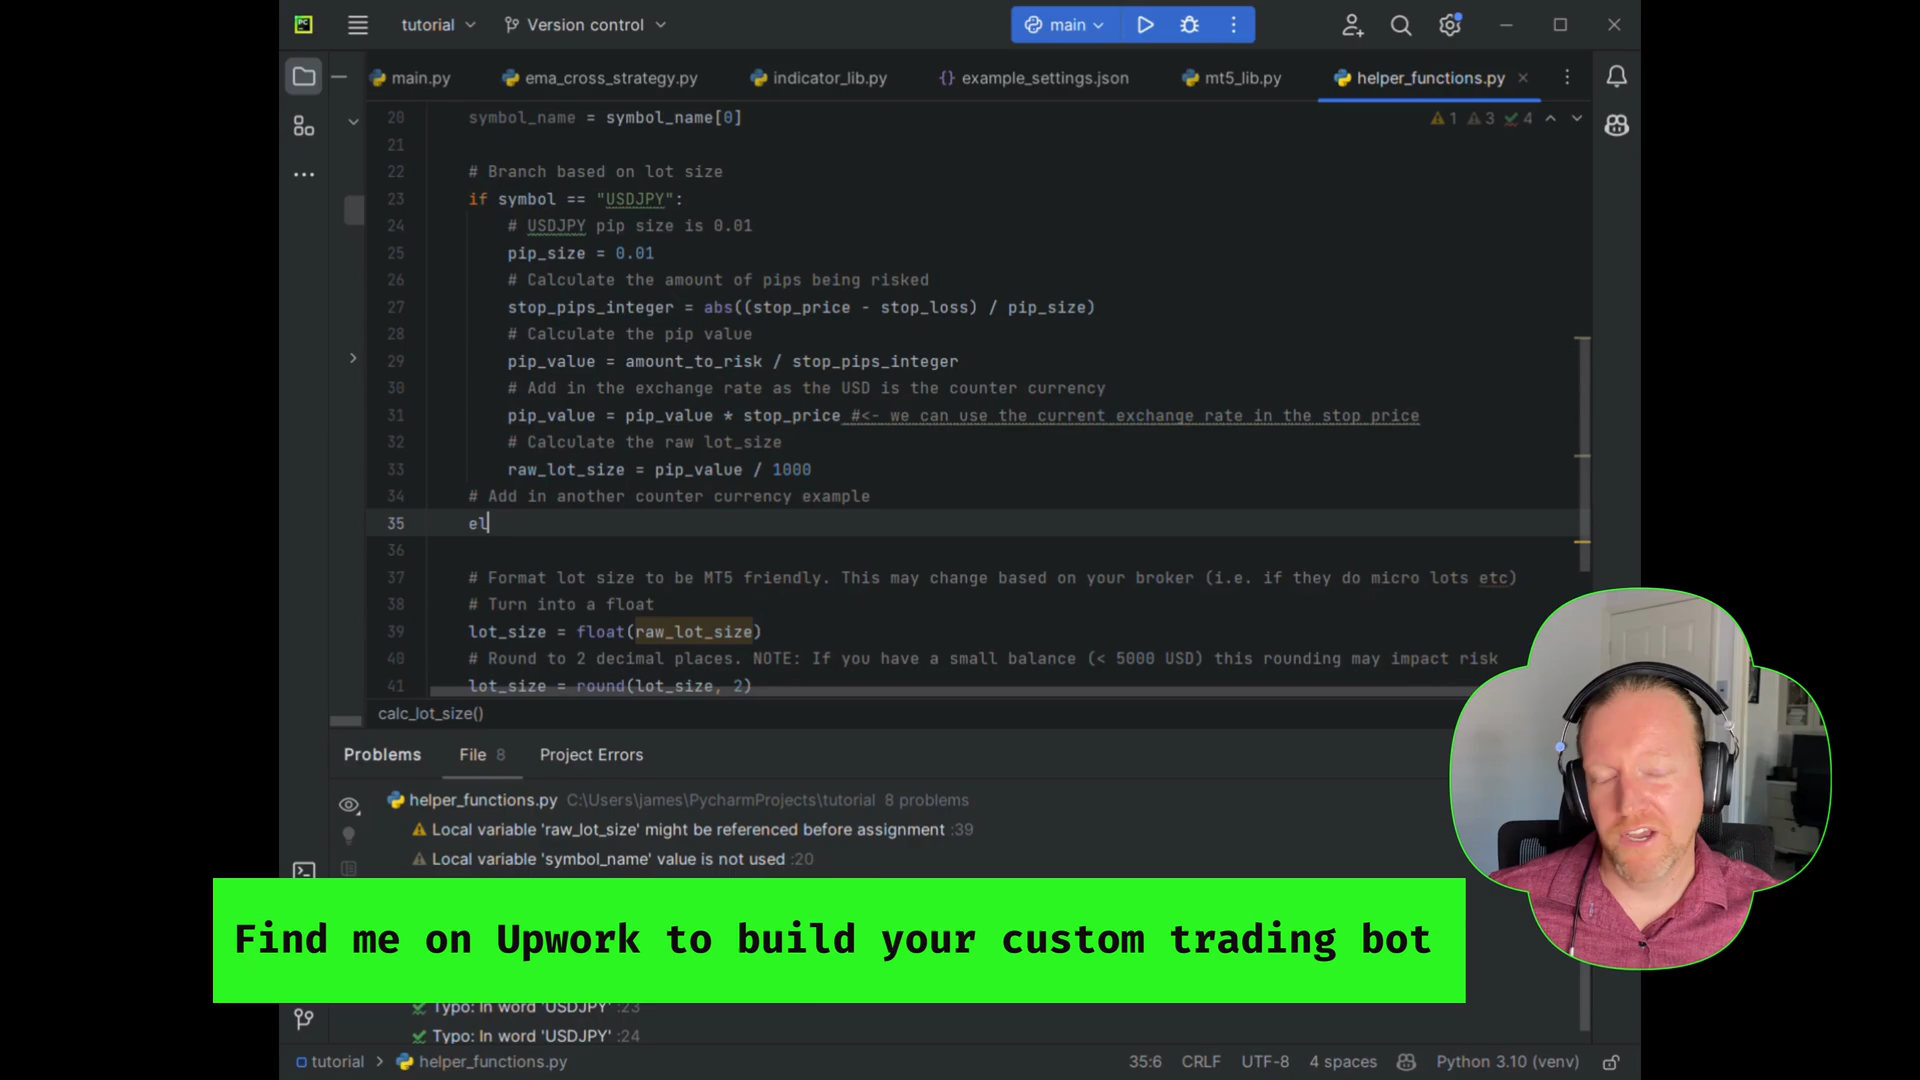 PC
tutorial
Version control
main
main.py
ema_cross_strategy.py
indicator_lib.py
{} example_settings.json
mt5_lib.py
helper_functions.py
1 3 4
20 symbol_name = symbol_name[0]
21
22 # Branch based on lot size
23 if symbol == "USDJPY":
24 # USDJPY pip size is 0.01
25 pip_size = 0.01
26 # Calculate the amount of pips being risked
27 stop_pips_integer = abs((stop_price - stop_loss) / pip_size)
28 # Calculate the pip value
29 pip_value = amount_to_risk / stop_pips_integer
30 # Add in the exchange rate as the USD is the counter currency
31 pip_value = pip_value * stop_price #<- we can use the current exchange rate in the stop price
32 # Calculate the raw lot_size
33 raw_lot_size = pip_value / 1000
34 # Add in another counter currency example
35 el
36
37 # Format lot size to be MT5 friendly. This may change based on your broker (i.e. if they do micro lots etc)
38 # Turn into a float
39 lot_size = float(raw_lot_size)
40 # Round to 2 decimal places. NOTE: If you have a small balance (< 5000 USD) this rounding may impact risk
41 lot_size = round(lot_size, 2)
calc_lot_size()
Problems File 8 Project Errors
helper_functions.py C:\Users\james\PycharmProjects\tutorial 8 problems
Local variable 'raw_lot_size' might be referenced before assignment :39
Local variable 'symbol_name' value is not used :20
Find me on Upwork to build your custom trading bot
Typo: In word 'USDJPY' :23
Typo: In word 'USDJPY' :24
tutorial > helper_functions.py
35:6 CRLF UTF-8 4 spaces Python 3.10 (venv)